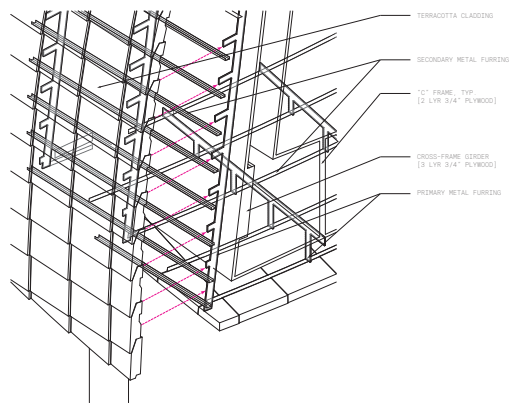 TERRACOTTA CLADDING
SECONDARY METAL FURRING
"C" FRAME, TYP.
[2 LYR 3/4" PLYWOOD]
CROSS-FRAME GIRDER
[3 LYR 3/4" PLYWOOD]
PRIMARY METAL FURRING